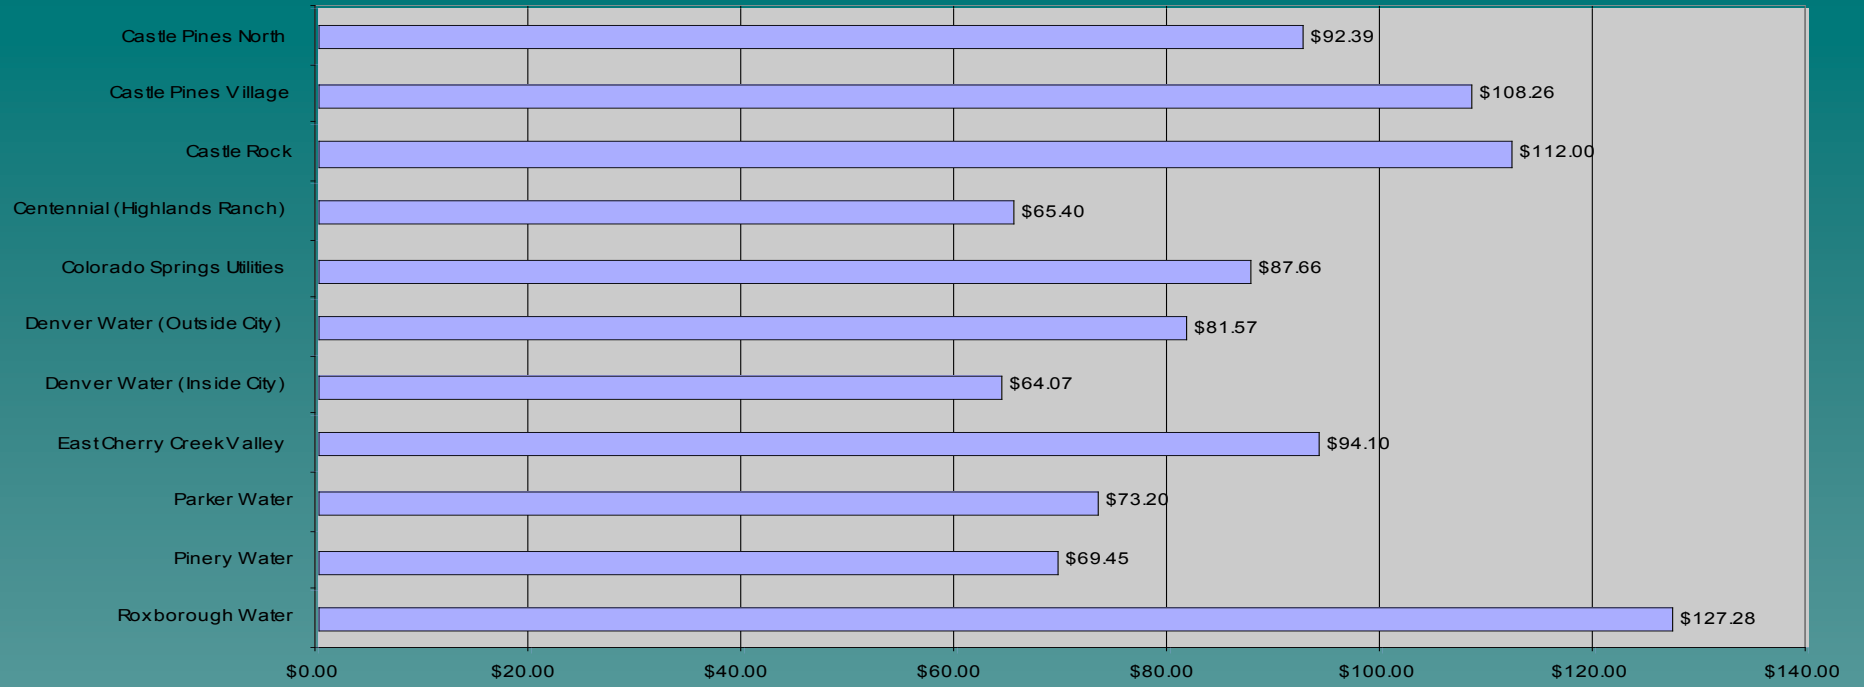 Castle Pines North $92.39
Castle Pines Village $108.26
Castle Rock $112.00
Centennial (Highlands Ranch) $65.40
Colorado Springs Utilities $87.66
Denver Water (Outside City) $81.57
Denver Water (Inside City) $64.07
East Cherry Creek Valley $94.10
Parker Water $73.20
Pinery Water $69.45
Roxborough Water $127.28
$0.00 $20.00 $40.00 $60.00 $80.00 $100.00 $120.00 $140.00